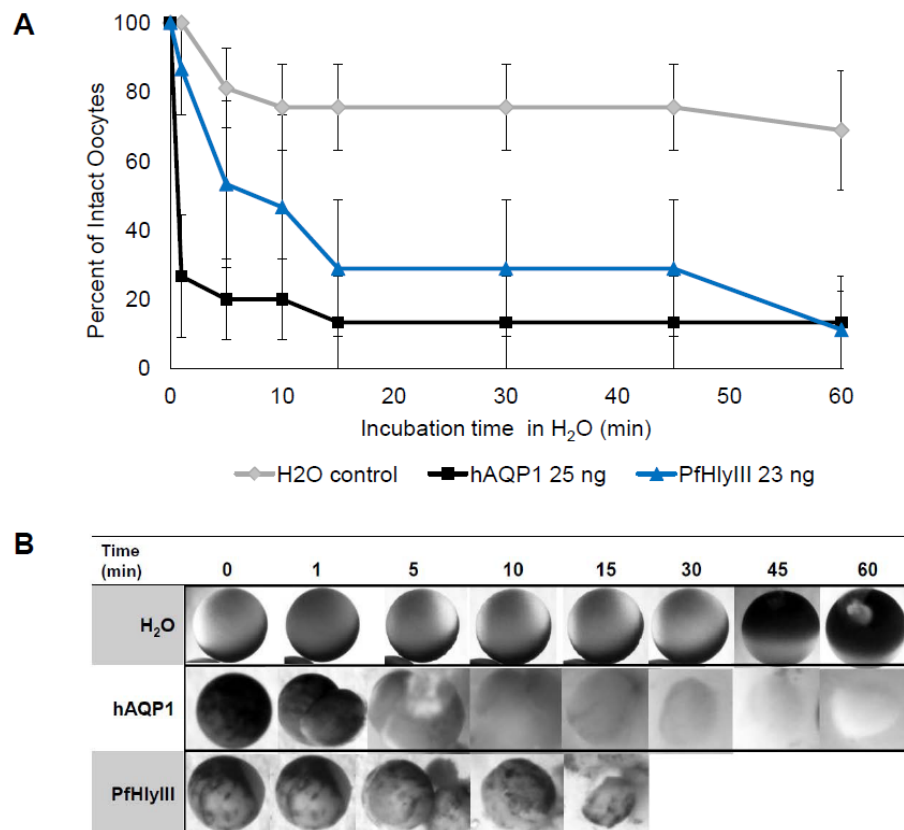 A
100
80
60
40
20
0
Percent of Intact Oocytes
0 10 20 30 40 50 60
Incubation time in H₂O (min)
H2O control hAQP1 25 ng PfHlyIII 23 ng
B
Time
(min) 0 1 5 10 15 30 45 60
H₂O
hAQP1
PfHlyIII